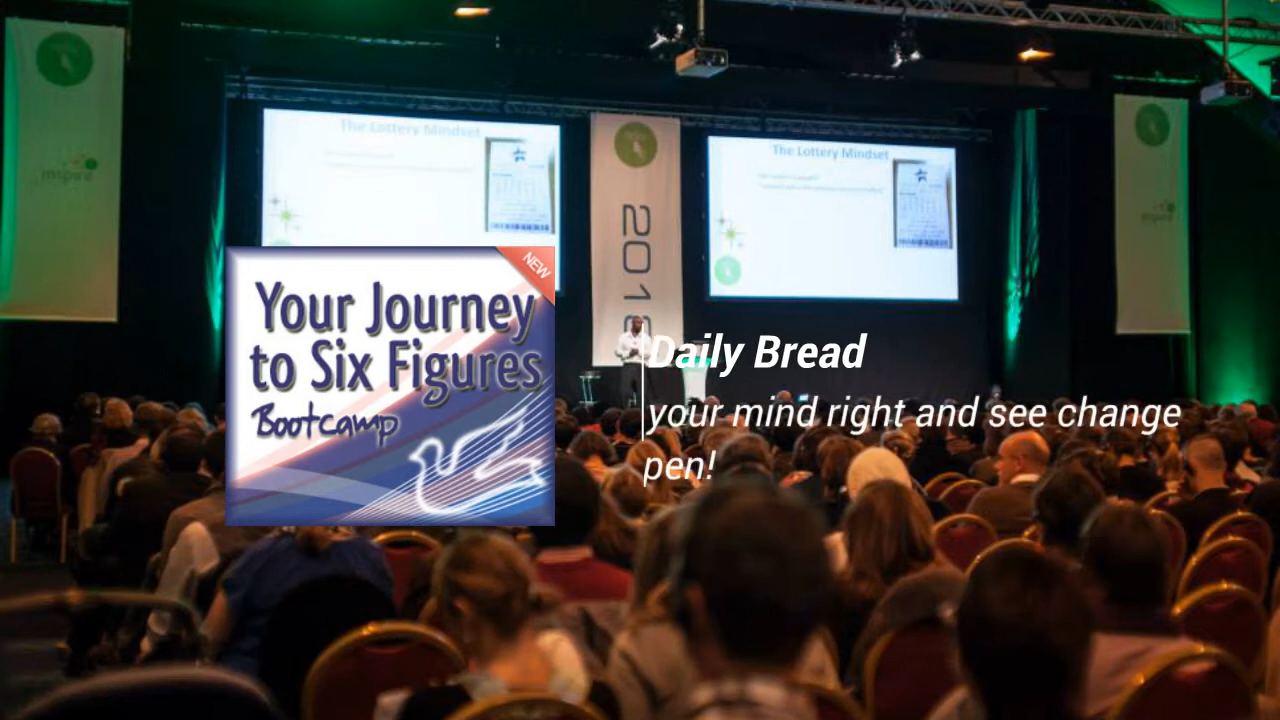 The Lottery Mindset
The Lottery Mindset
inspire
inspire
201
NEW
Your Journey
to Six Figures
Bootcamp
Daily Bread
your mind right and see change
pen!